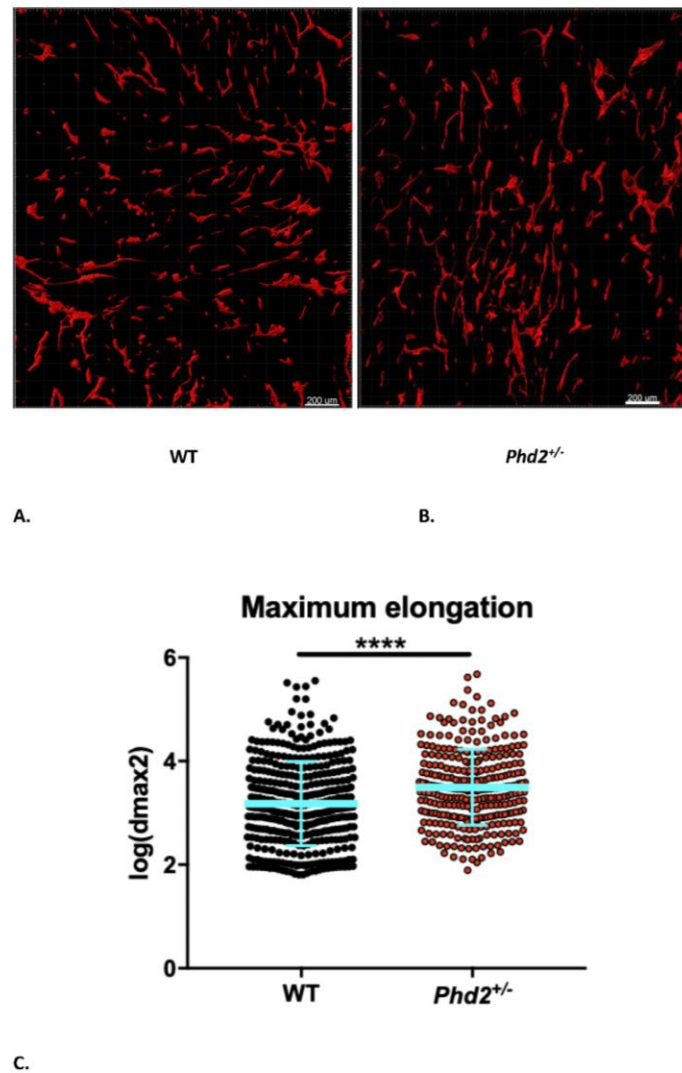 200 um
200 um
WT
Phd2+/-
A.
B.
Maximum elongation
****
6
4
2
0
log(dmax2)
WT
Phd2+/-
C.